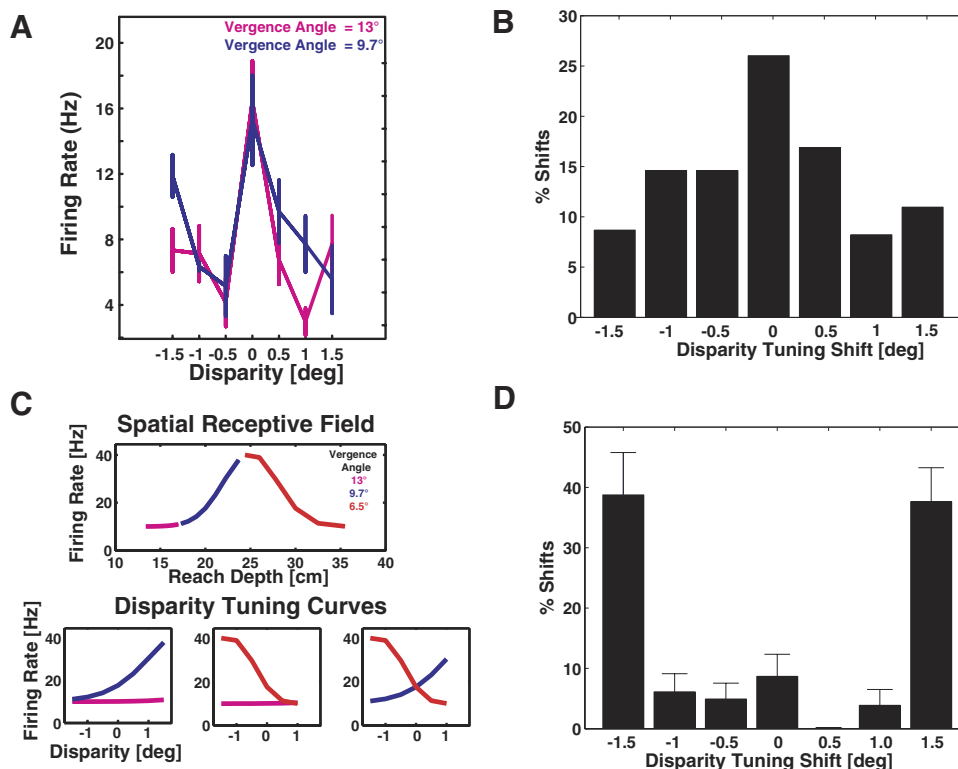 A
Vergence Angle = 13°
Vergence Angle = 9.7°
Firing Rate (Hz)
20
16
12
8
4
-1.5 -1 -0.5 0 0.5 1 1.5
Disparity [deg]
B
% Shifts
30
25
20
15
10
5
0
-1.5 -1 -0.5 0 0.5 1 1.5
Disparity Tuning Shift [deg]
C
Spatial Receptive Field
Firing Rate [Hz]
40
20
0
Vergence
Angle
13°
9.7°
6.5°
10 15 20 25 30 35 40
Reach Depth [cm]
Disparity Tuning Curves
Firing Rate [Hz]
40
20
0
-1 0 1
Disparity [deg]
40
20
0
-1 0 1
40
20
0
-1 0 1
D
% Shifts
50
40
30
20
10
0
-1.5 -1 -0.5 0 0.5 1.0 1.5
Disparity Tuning Shift [deg]